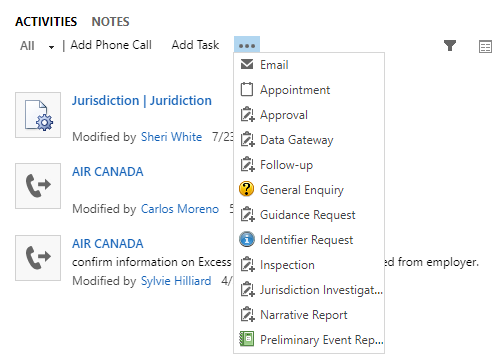 ACTIVITIES NOTES
All | Add Phone Call Add Task ...
Email
Appointment
Approval
Data Gateway
Follow-up
General Enquiry
Guidance Request
Identifier Request
Inspection
Jurisdiction Investigat...
Narrative Report
Preliminary Event Rep...
Jurisdiction | Juridiction
Modified by Sheri White 7/23
AIR CANADA
Modified by Carlos Moreno
AIR CANADA
confirm information on Excess ed from employer.
Modified by Sylvie Hilliard 4/